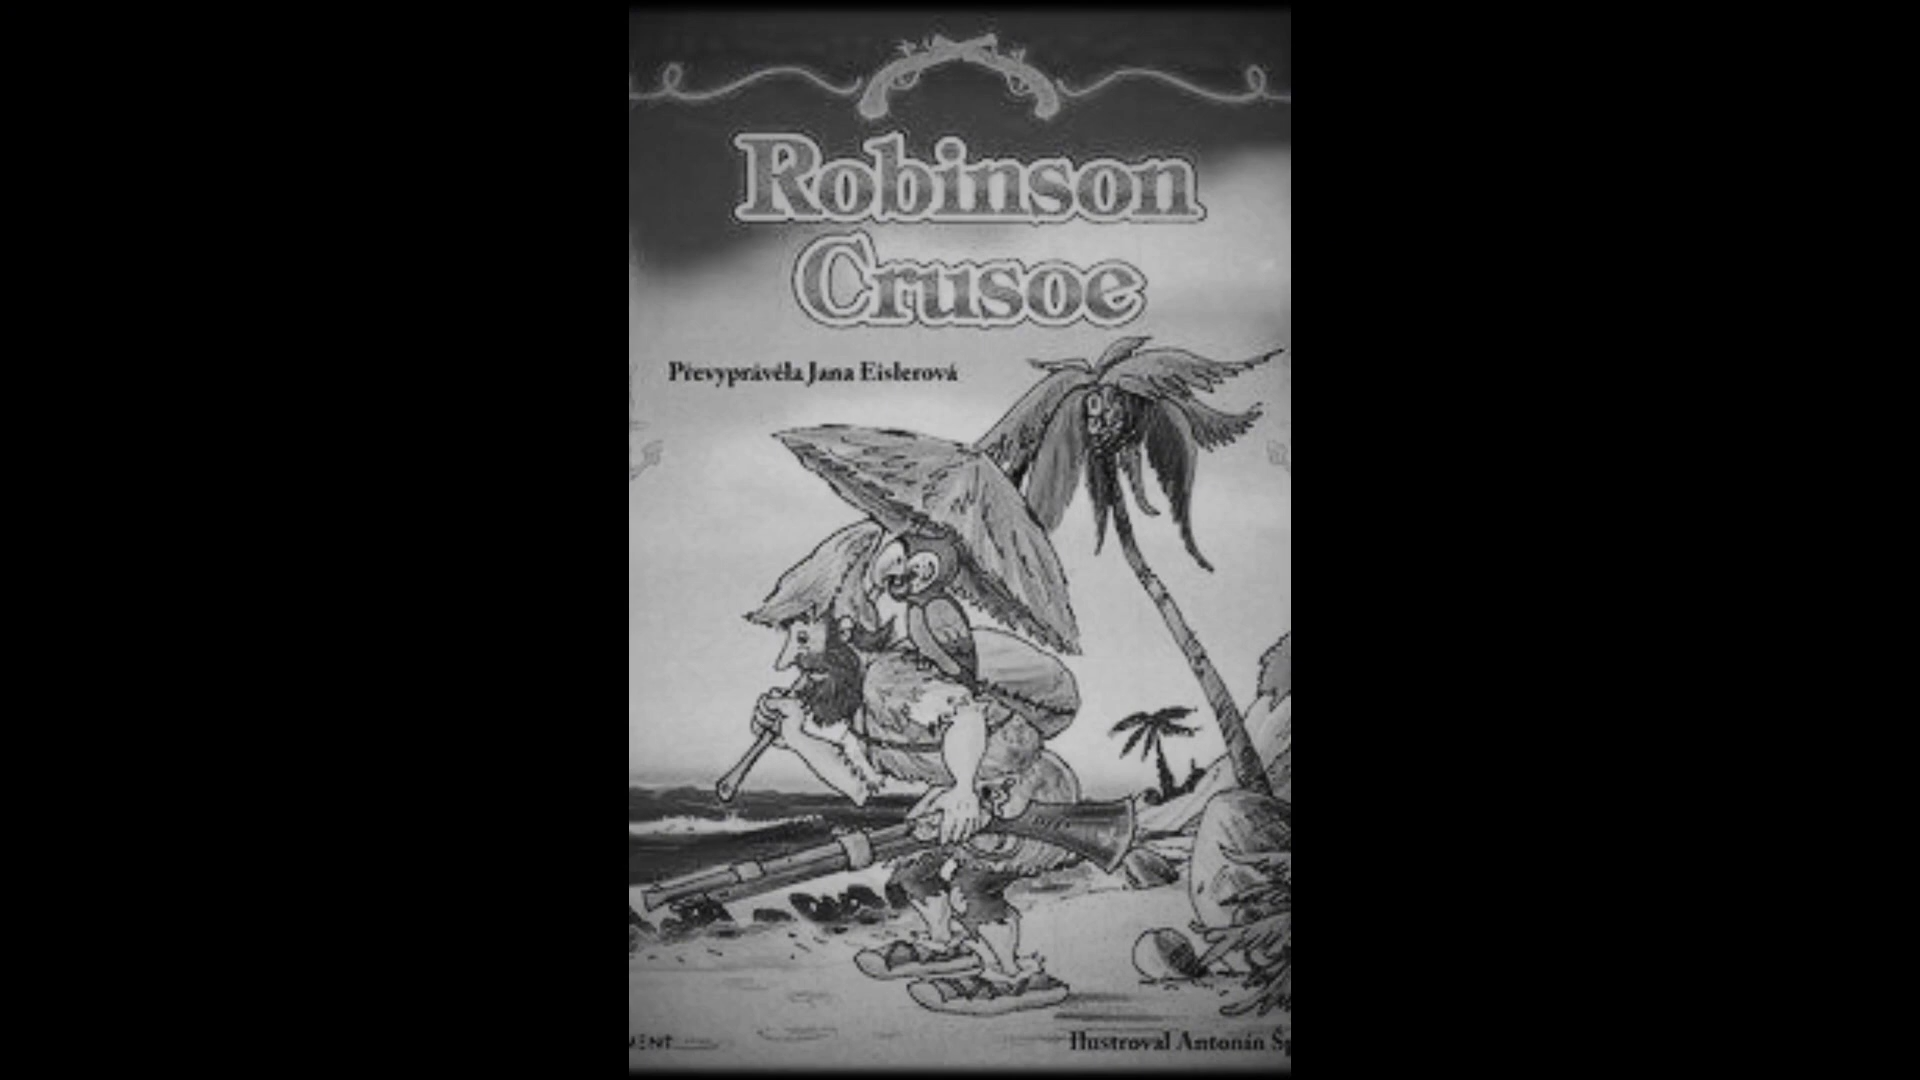 Robinson
Crusoe
Převyprávěla Jana Eislerová
Ilustroval Antonín